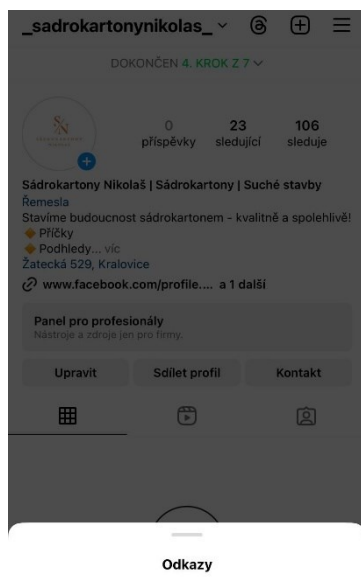 _sadrokartonynikolas_
DOKONČEN 4. KROK Z 7
0 23 106
příspěvky sledující sleduje
Sádrokartony Nikolaš | Sádrokartony | Suché stavby
Řemesla
Stavíme budoucnost sádrokartonem - kvalitně a spolehlivě!
Příčky
Podhledy... víc
Žatecká 529, Kralovice
www.facebook.com/profile.... a 1 další
Panel pro profesionály
Nástroje a zdroje jen pro firmy.
Upravit Sdílet profil Kontakt
Odkazy